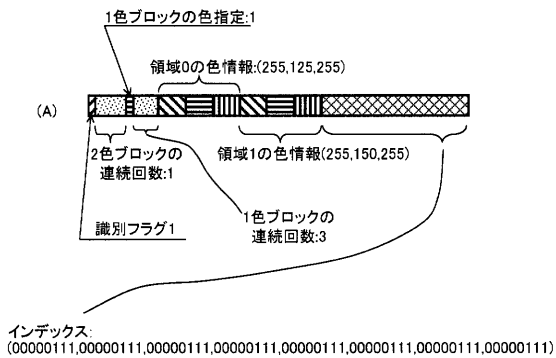 1色ブロックの色指定:1
領域0の色情報:(255,125,255)
(A)
2色ブロックの
連続回数:1
領域1の色情報(255,150,255)
識別フラグ1
1色ブロックの
連続回数:3
インデックス:
(00000111,00000111,00000111,00000111,00000111,00000111,00000111,00000111)